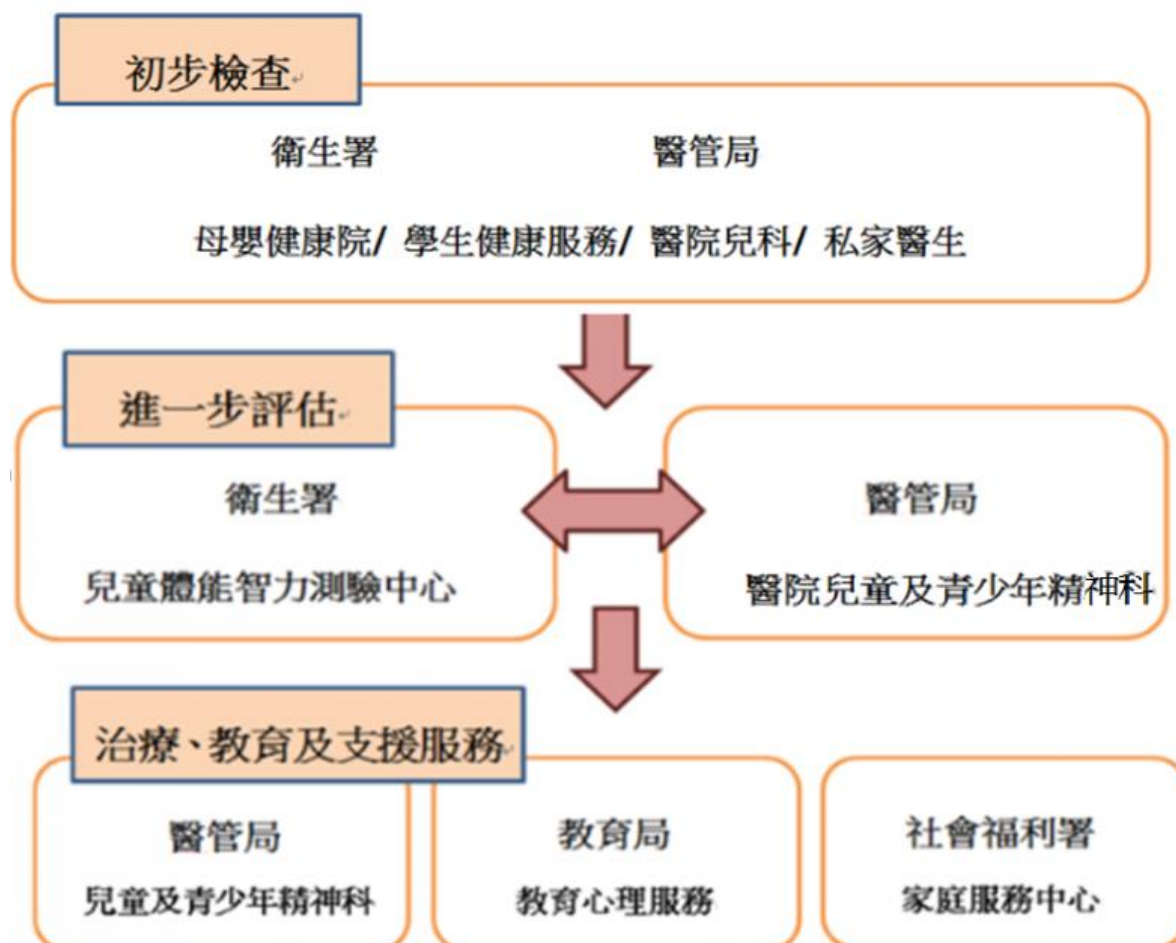 初步檢查
衛生署 醫管局
母嬰健康院/ 學生健康服務/ 醫院兒科/ 私家醫生
進一步評估
衛生署
兒童體能智力測驗中心
醫管局
醫院兒童及青少年精神科
治療、教育及支援服務
醫管局
兒童及青少年精神科
教育局
教育心理服務
社會福利署
家庭服務中心